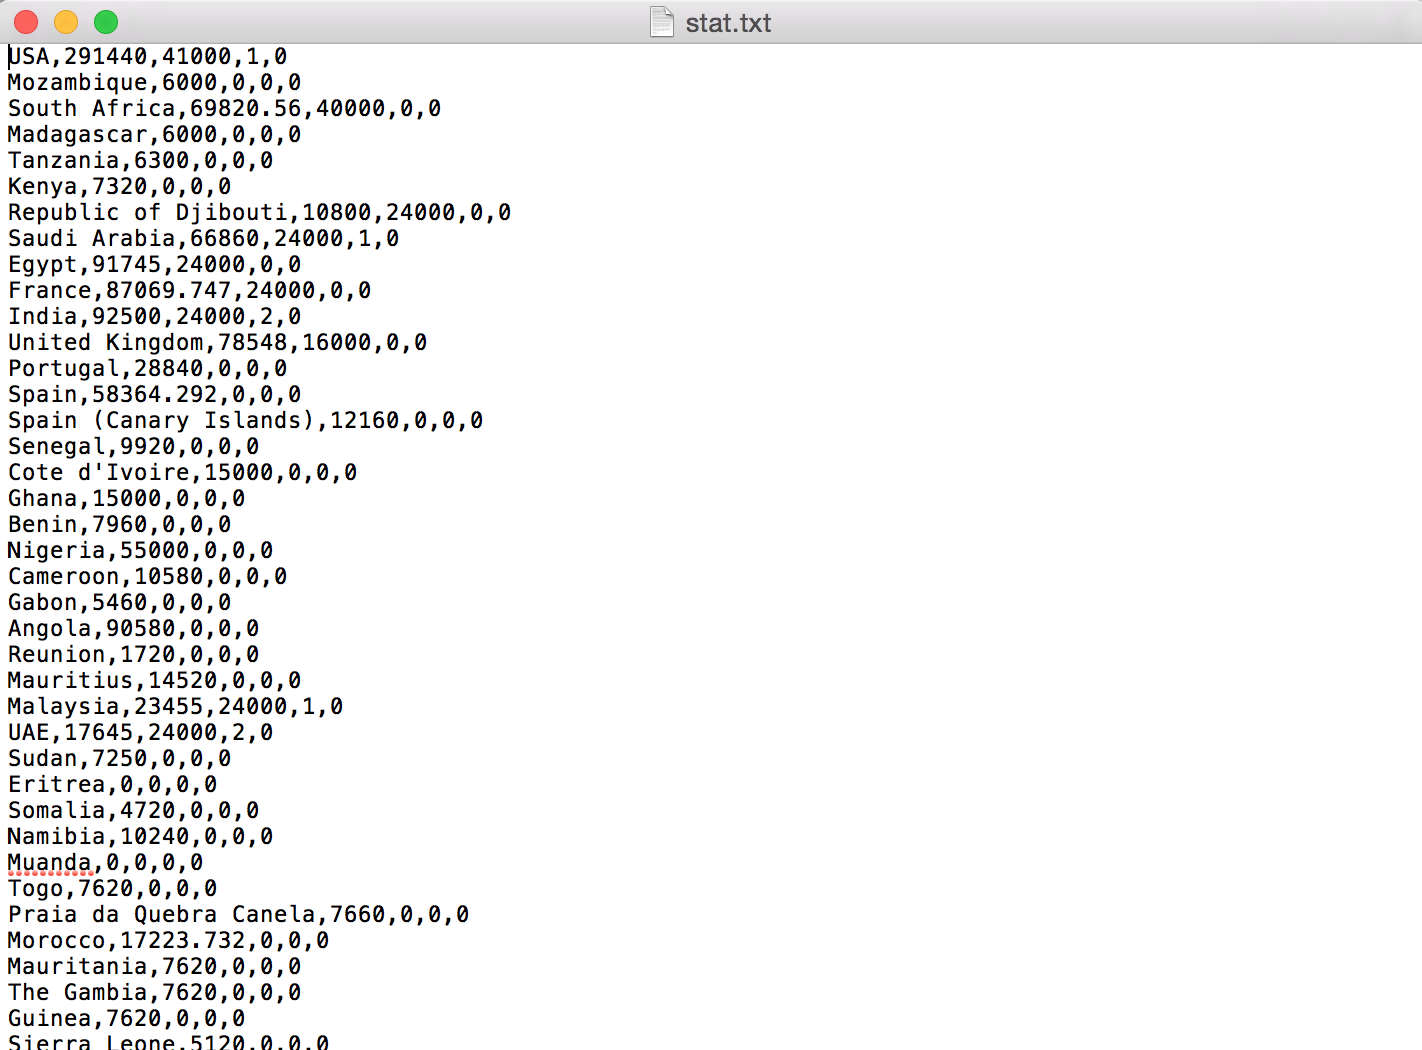 stat.txt
USA,291440,41000,1,0
Mozambique,6000,0,0,0
South Africa,69820.56,40000,0,0
Madagascar,6000,0,0,0
Tanzania,6300,0,0,0
Kenya,7320,0,0,0
Republic of Djibouti,10800,24000,0,0
Saudi Arabia,66860,24000,1,0
Egypt,91745,24000,0,0
France,87069.747,24000,0,0
India,92500,24000,2,0
United Kingdom,78548,16000,0,0
Portugal,28840,0,0,0
Spain,58364.292,0,0,0
Spain (Canary Islands),12160,0,0,0
Senegal,9920,0,0,0
Cote d'Ivoire,15000,0,0,0
Ghana,15000,0,0,0
Benin,7960,0,0,0
Nigeria,55000,0,0,0
Cameroon,10580,0,0,0
Gabon,5460,0,0,0
Angola,90580,0,0,0
Reunion,1720,0,0,0
Mauritius,14520,0,0,0
Malaysia,23455,24000,1,0
UAE,17645,24000,2,0
Sudan,7250,0,0,0
Eritrea,0,0,0,0
Somalia,4720,0,0,0
Namibia,10240,0,0,0
Muanda,0,0,0,0
Togo,7620,0,0,0
Praia da Quebra Canela,7660,0,0,0
Morocco,17223.732,0,0,0
Mauritania,7620,0,0,0
The Gambia,7620,0,0,0
Guinea,7620,0,0,0
Sierra Leone,5120,0,0,0